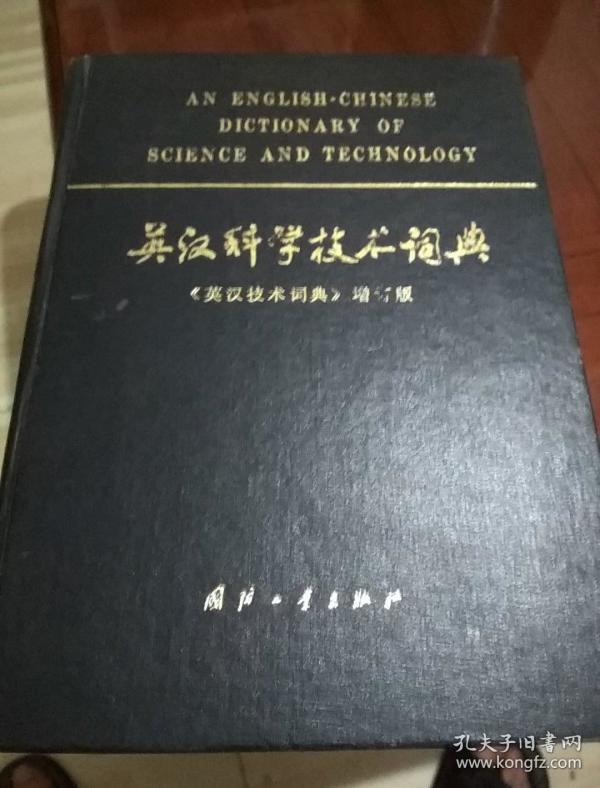 AN ENGLISH-CHINESE
DICTIONARY OF
SCIENCE AND TECHNOLOGY
英汉科学技术词典
《英汉技术词典》增订版
国防工业出版社
孔夫子旧书网
www.kongfz.com